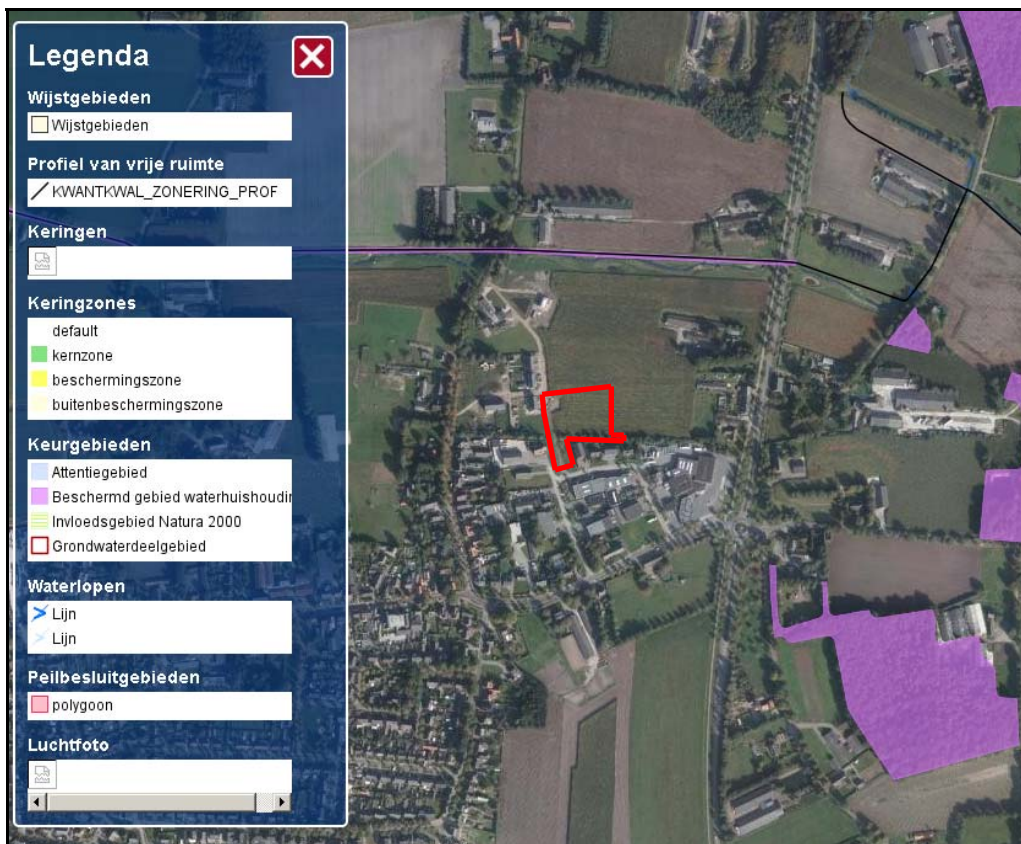 Legenda
Wijstgebieden
Wijstgebieden
Profiel van vrije ruimte
KWANTKWAL_ZONERING_PROF
Keringen
Keringzones
default
kernzone
beschermingszone
buitenbeschermingszone
Keurgebieden
Attentiegebied
Beschermd gebied waterhuishoudin
Invloedsgebied Natura 2000
Grondwaterdeelgebied
Waterlopen
Lijn
Lijn
Peilbesluitgebieden
polygoon
Luchtfoto